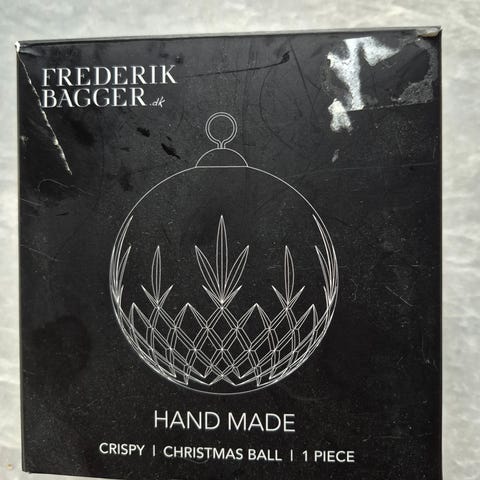 FREDERIK
BAGGER.dk
HAND MADE
CRISPY | CHRISTMAS BALL | 1 PIECE